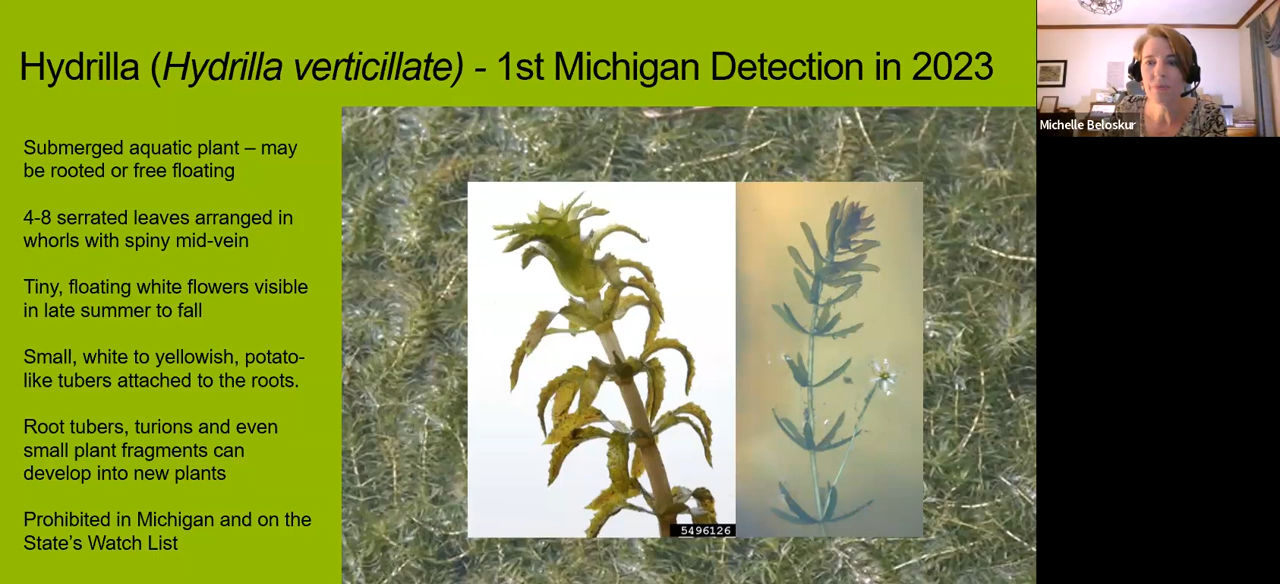 Hydrilla (Hydrilla verticillate) - 1st Michigan Detection in 2023
Submerged aquatic plant – may
be rooted or free floating
4-8 serrated leaves arranged in
whorls with spiny mid-vein
Tiny, floating white flowers visible
in late summer to fall
Small, white to yellowish, potato-
like tubers attached to the roots.
Root tubers, turions and even
small plant fragments can
develop into new plants
Prohibited in Michigan and on the
State's Watch List
5496126
Michelle Beloskur